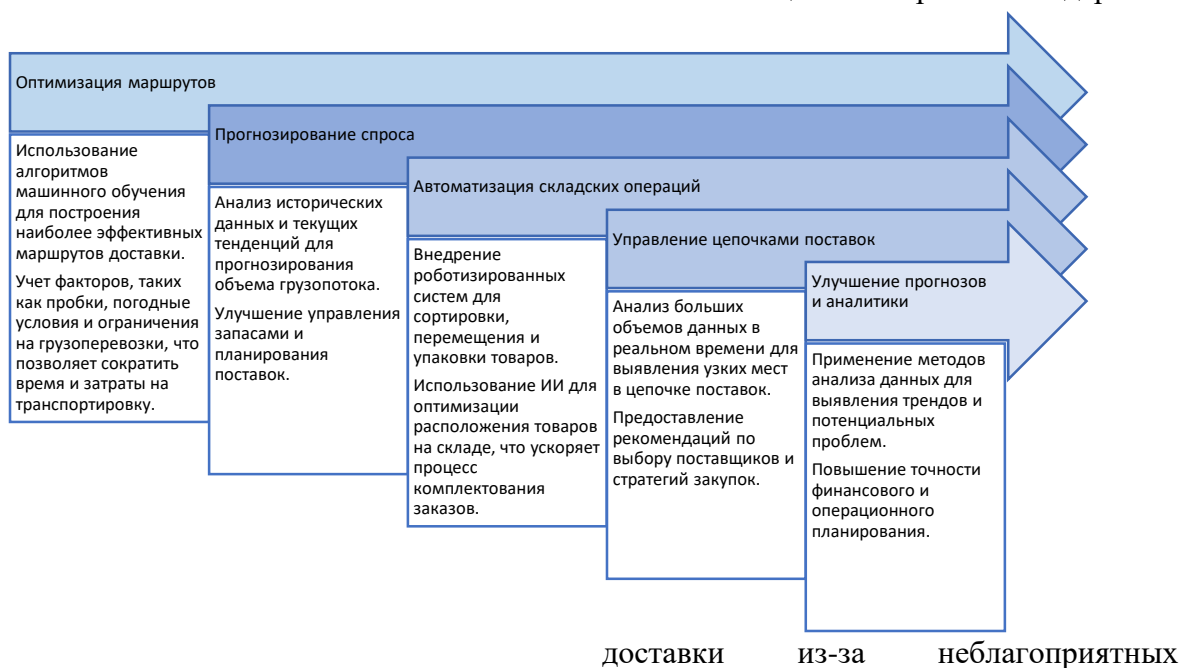 Оптимизация маршрутов
Использование
алгоритмов
машинного обучения
для построения
наиболее эффективных
маршрутов доставки.
Учет факторов, таких
как пробки, погодные
условия и ограничения
на грузоперевозки, что
позволяет сократить
время и затраты на
транспортировку.
Прогнозирование спроса
Анализ исторических
данных и текущих
тенденций для
прогнозирования
объема грузопотока.
Улучшение управления
запасами и
планирования
поставок.
Автоматизация складских операций
Внедрение
роботизированных
систем для
сортировки,
перемещения и
упаковки товаров.
Использование ИИ для
оптимизации
расположения товаров
на складе, что ускоряет
процесс
комплектования
заказов.
Управление цепочками поставок
Анализ больших
объемов данных в
реальном времени для
выявления узких мест
в цепочке поставок.
Предоставление
рекомендаций по
выбору поставщиков и
стратегий закупок.
Улучшение прогнозов
и аналитики
Применение методов
анализа данных для
выявления трендов и
потенциальных
проблем.
Повышение точности
финансового и
операционного
планирования.
доставки из-за неблагоприятных